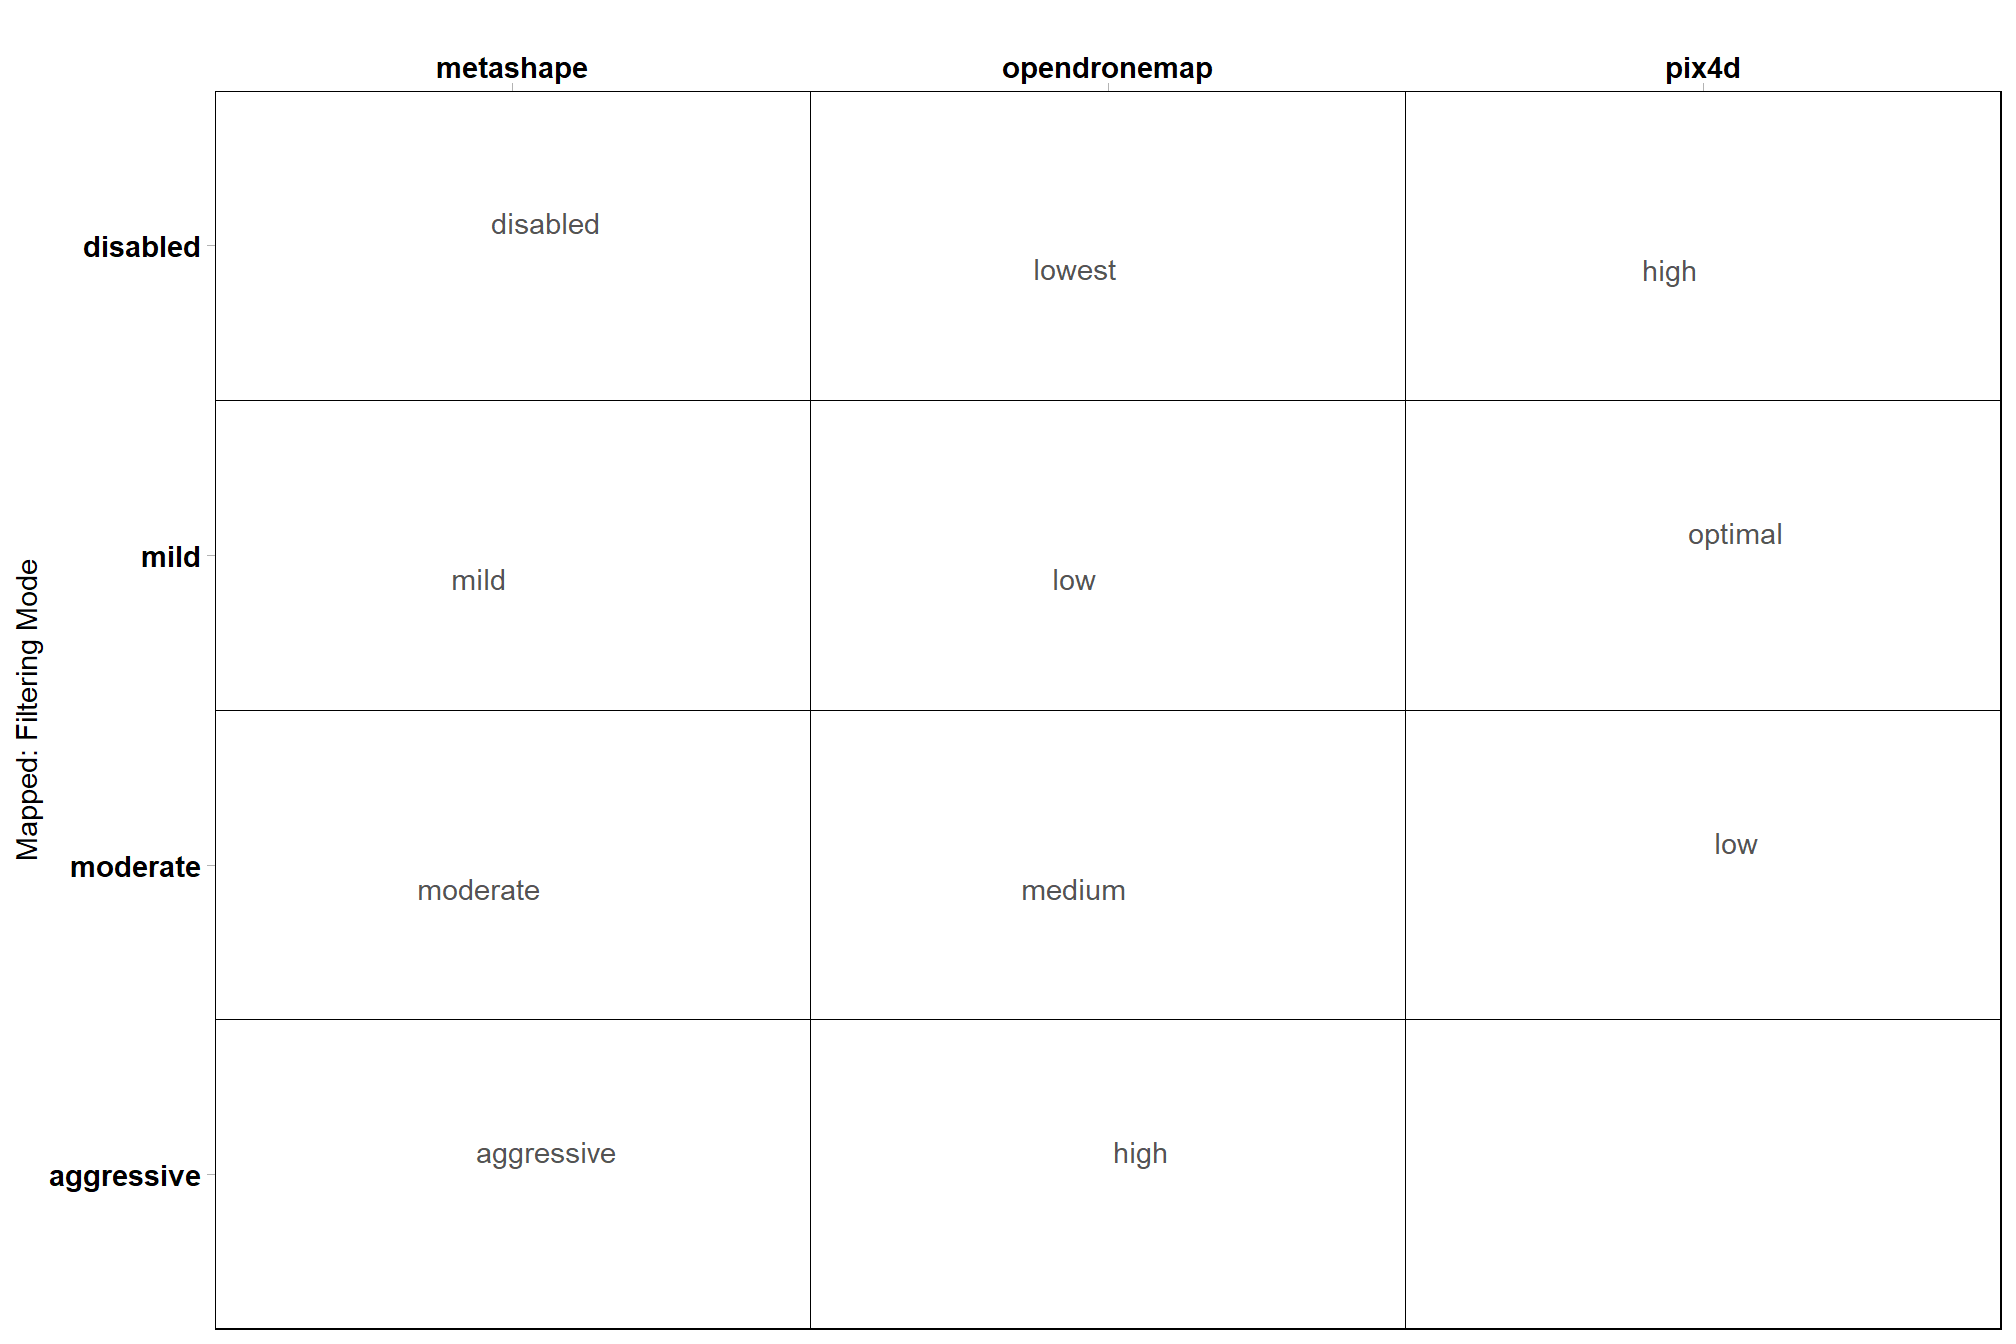 metashape opendronemap pix4d
disabled disabled lowest high
mild mild low optimal
Mapped: Filtering Mode
moderate moderate medium low
aggressive aggressive high